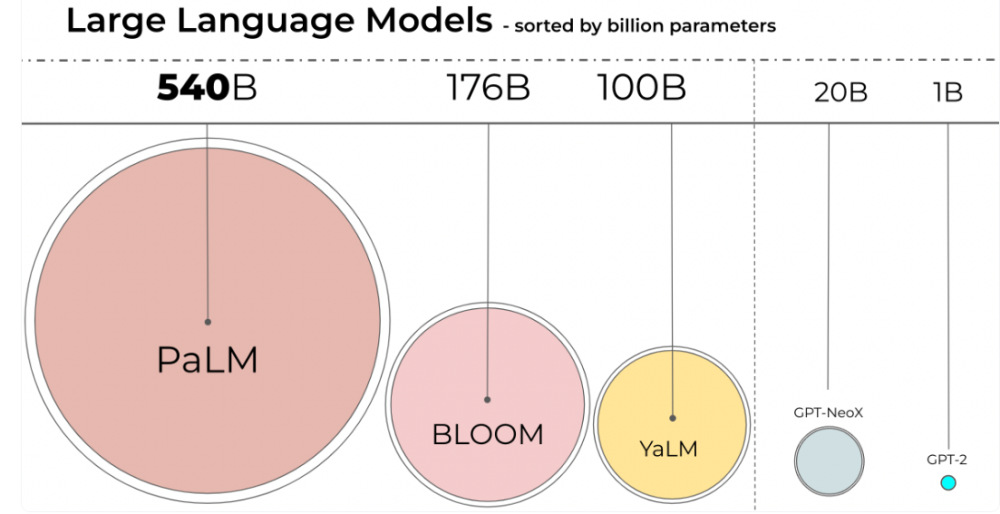 Large Language Models - sorted by billion parameters
540B 176B 100B 20B 1B
PaLM
BLOOM
YaLM
GPT-NeoX
GPT-2